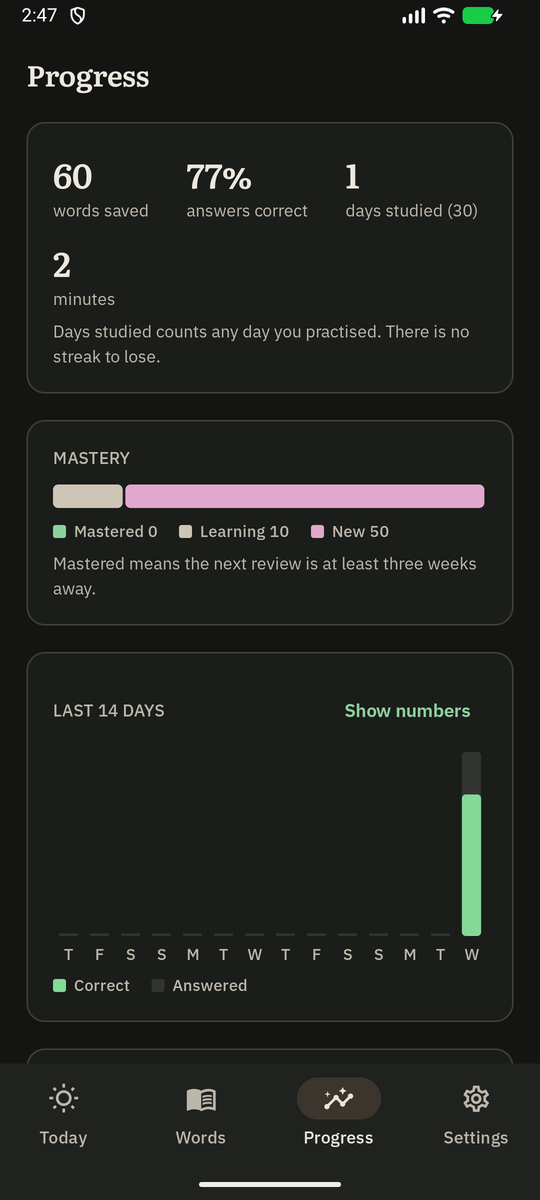 2:47
Progress
60 77% 1
words saved answers correct days studied (30)
2
minutes
Days studied counts any day you practised. There is no
streak to lose.
MASTERY
Mastered 0 Learning 10 New 50
Mastered means the next review is at least three weeks
away.
LAST 14 DAYS Show numbers
T F S S M T W T F S S M T W
Correct Answered
Today Words Progress Settings